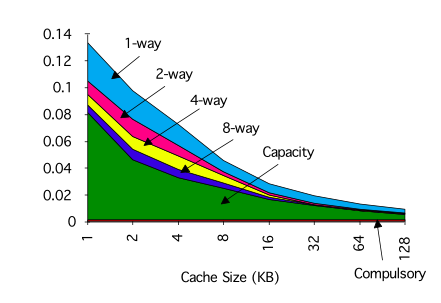 0.14
0.12
0.1
0.08
0.06
0.04
0.02
0
1-way
2-way
4-way
8-way
Capacity
1
2
4
8
16
32
64
128
Cache Size (KB)
Compulsory